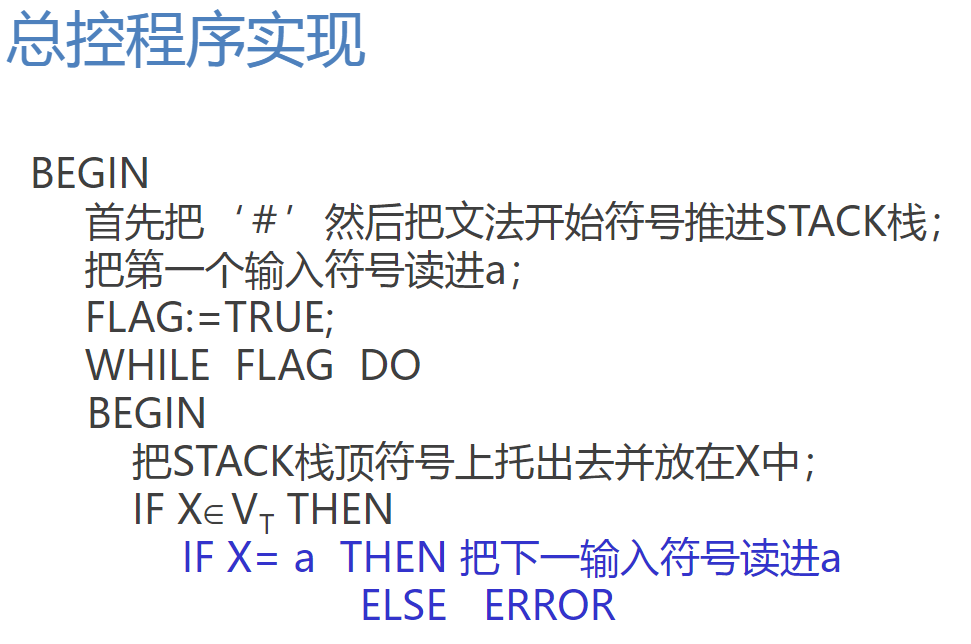 总控程序实现
BEGIN
首先把‘#’然后把文法开始符号推进STACK栈；
把第一个输入符号读进a；
FLAG:=TRUE;
WHILE FLAG DO
BEGIN
把STACK栈顶符号上托出去并放在X中；
IF X∈VT THEN
IF X= a THEN 把下一输入符号读进a
ELSE ERROR